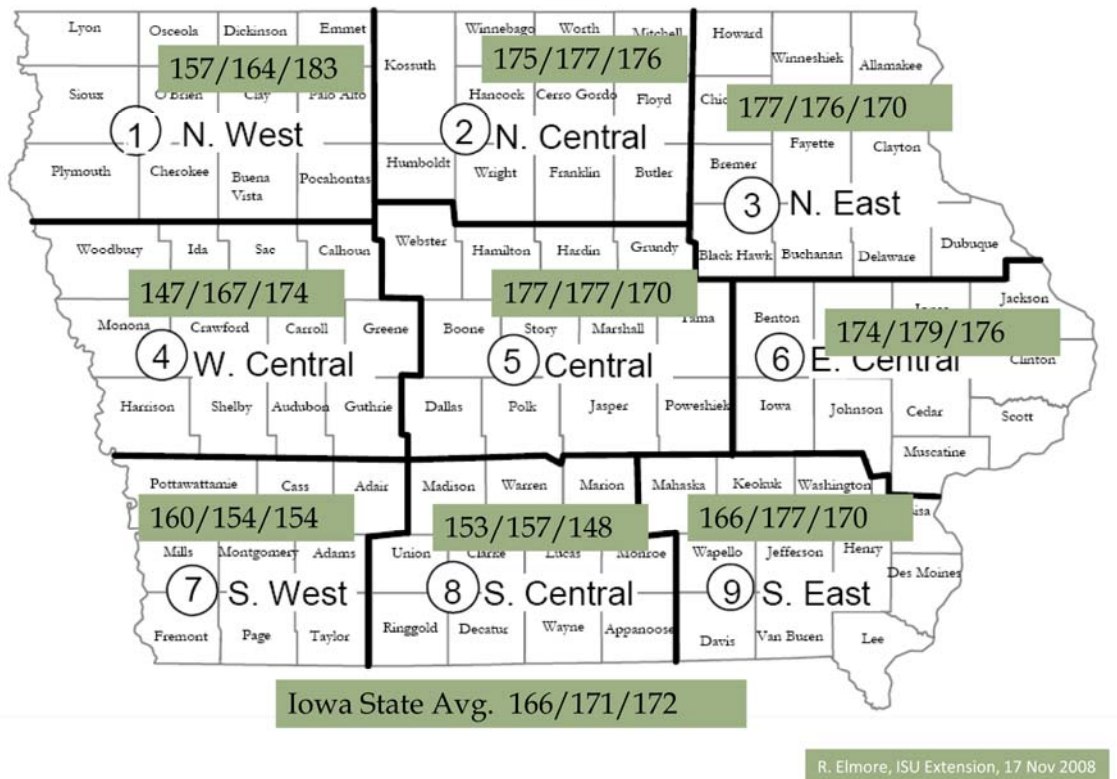 Lyon Osceola Dickinson Emmet Winnebago Worth Mitchell Howard
Winneshiek Allamakee
157/164/183 Kossuth 175/177/176
Sioux O'Brien Clay Palo Alto Hancock Cerro Gordo Floyd
177/176/170
1 N. West 2 N. Central
Fayette Clayton
Plymouth Cherokee Buena Vista Pocahontas Humboldt Wright Franklin Butler Bremer
3 N. East
Woodbury Ida Sac Calhoun Webster Hamilton Hardin Grundy Black Hawk Buchanan Delaware Dubuque
147/167/174 177/177/170
Jackson
Monona Crawford Carroll Greene Boone Story Marshall Tama Benton
174/179/176
4 W. Central 5 Central 6 E. Central Clinton
Harrison Shelby Audubon Guthrie Dallas Polk Jasper Poweshiek Iowa Johnson Cedar Scott
Muscatine
Pottawattamie Cass Adair Madison Warren Marion Mahaska Keokuk Washington
160/154/154 153/157/148 166/177/170
Mills Montgomery Adams Union Clarke Lucas Monroe Wapello Jefferson Henry
Des Moines
7 S. West 8 S. Central 9 S. East
Fremont Page Taylor Ringgold Decatur Wayne Appanoose Davis Van Buren Lee
Iowa State Avg. 166/171/172
R. Elmore, ISU Extension, 17 Nov 2008